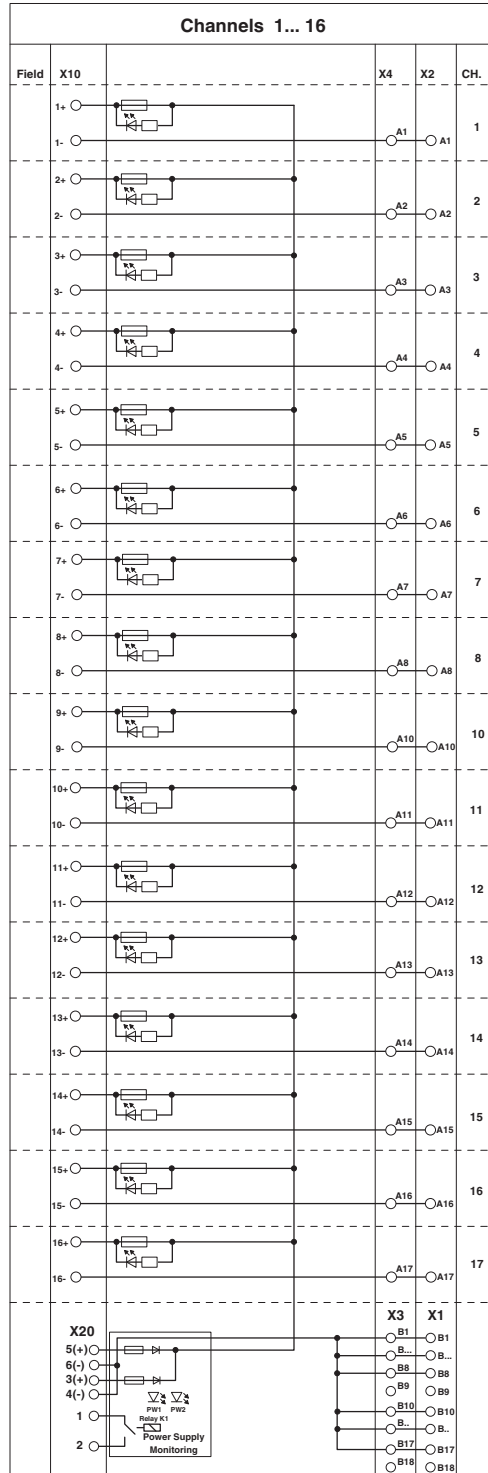 Channels 1... 16
Field X10 X4 X2 CH.
1+
A1 1
1- A1
2+
A2 2
2- A2
3+
A3 3
3- A3
4+
A4 4
4- A4
5+
A5 5
5- A5
6+
A6 6
6- A6
7+
A7 7
7- A7
8+
A8 8
8- A8
9+
A10 10
9- A10
10+
A11 11
10- A11
11+
A12 12
11- A12
12+
A13 13
12- A13
13+
A14 14
13- A14
14+
A15 15
14- A15
15+
A16 16
15- A16
16+
A17 17
16- A17
X3 X1
X20
B1 B1
5(+)
B... B...
6(-)
B8 B8
3(+)
B9 B9
4(-)
PW1 PW2
B10 B10
1 Relay K1
B.. B..
Power Supply
2 Monitoring
B17 B17
B18 B18